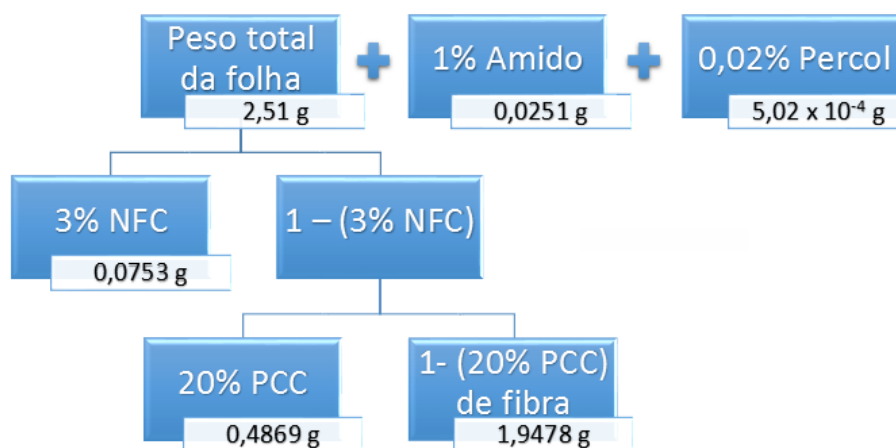 Peso total
da folha
2,51 g
1% Amido
0,0251 g
0,02% Percol
5,02 x 10⁻⁴ g
3% NFC
0,0753 g
1 – (3% NFC)
20% PCC
0,4869 g
1- (20% PCC)
de fibra
1,9478 g